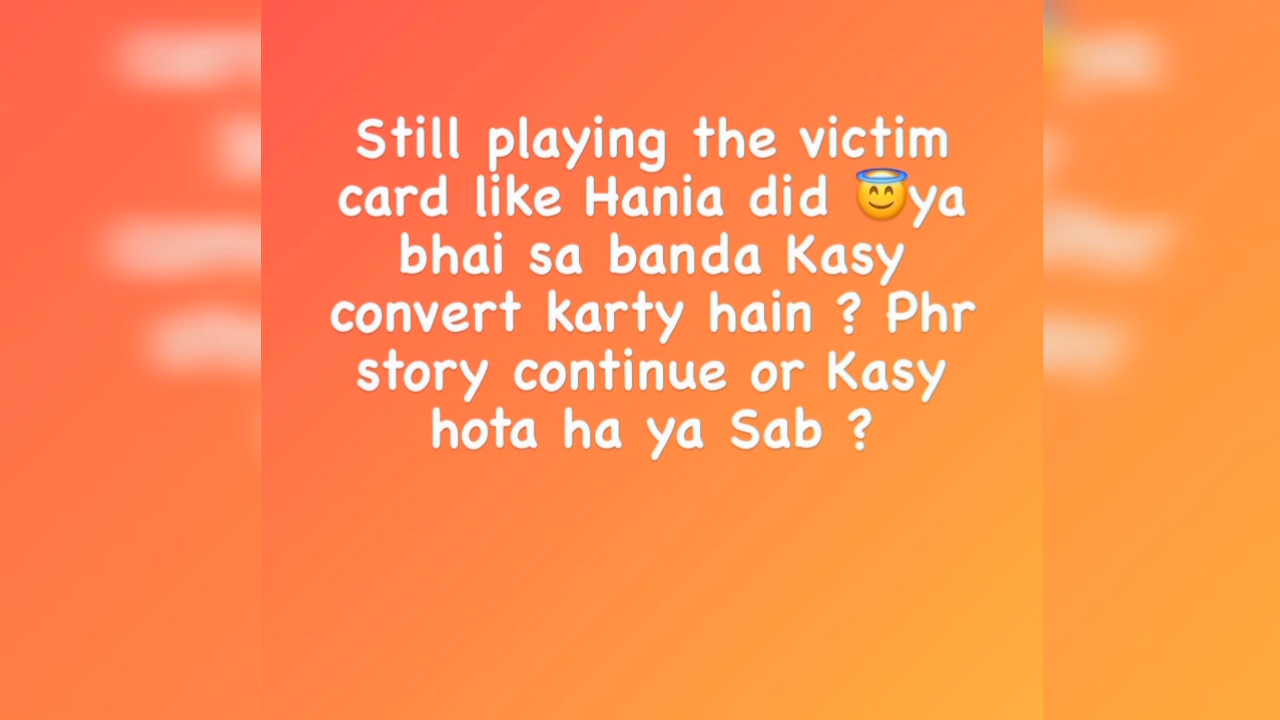 Still playing the victim
card like Hania did 😇ya
bhai sa banda Kasy
convert karty hain ? Phr
story continue or Kasy
hota ha ya Sab ?